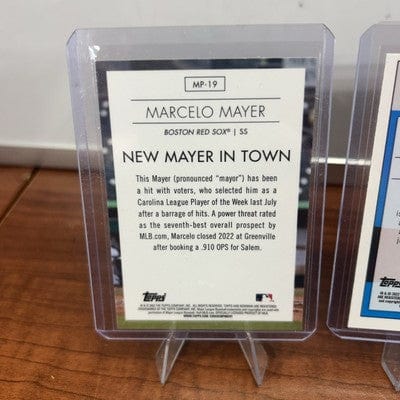 MP-19
MARCELO MAYER
BOSTON RED SOX® | SS
NEW MAYER IN TOWN
This Mayer (pronounced “mayor”) has been
a hit with voters, who selected him as a
Carolina League Player of the Week last July
after a barrage of hits. A power threat rated
as the seventh-best overall prospect by
MLB.com, Marcelo closed 2022 at Greenville
after booking a .910 OPS for Salem.
Topps
Topps